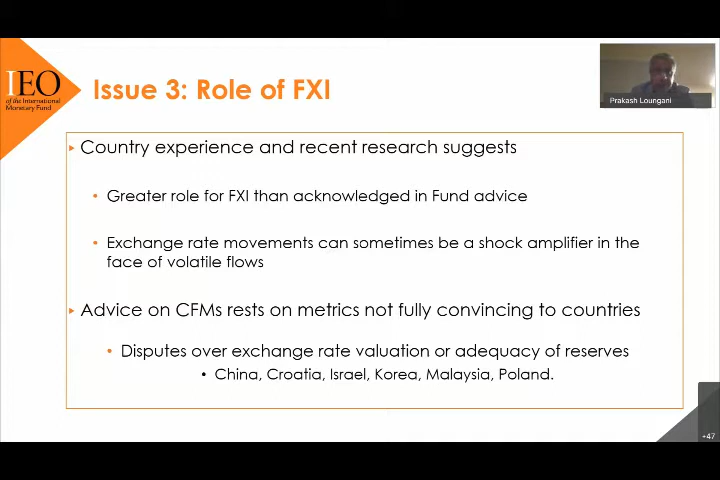 IEO
of the International
Monetary Fund
Issue 3: Role of FXI
Prakash Loungani
Country experience and recent research suggests
Greater role for FXI than acknowledged in Fund advice
Exchange rate movements can sometimes be a shock amplifier in the
face of volatile flows
Advice on CFMs rests on metrics not fully convincing to countries
Disputes over exchange rate valuation or adequacy of reserves
China, Croatia, Israel, Korea, Malaysia, Poland.
+47